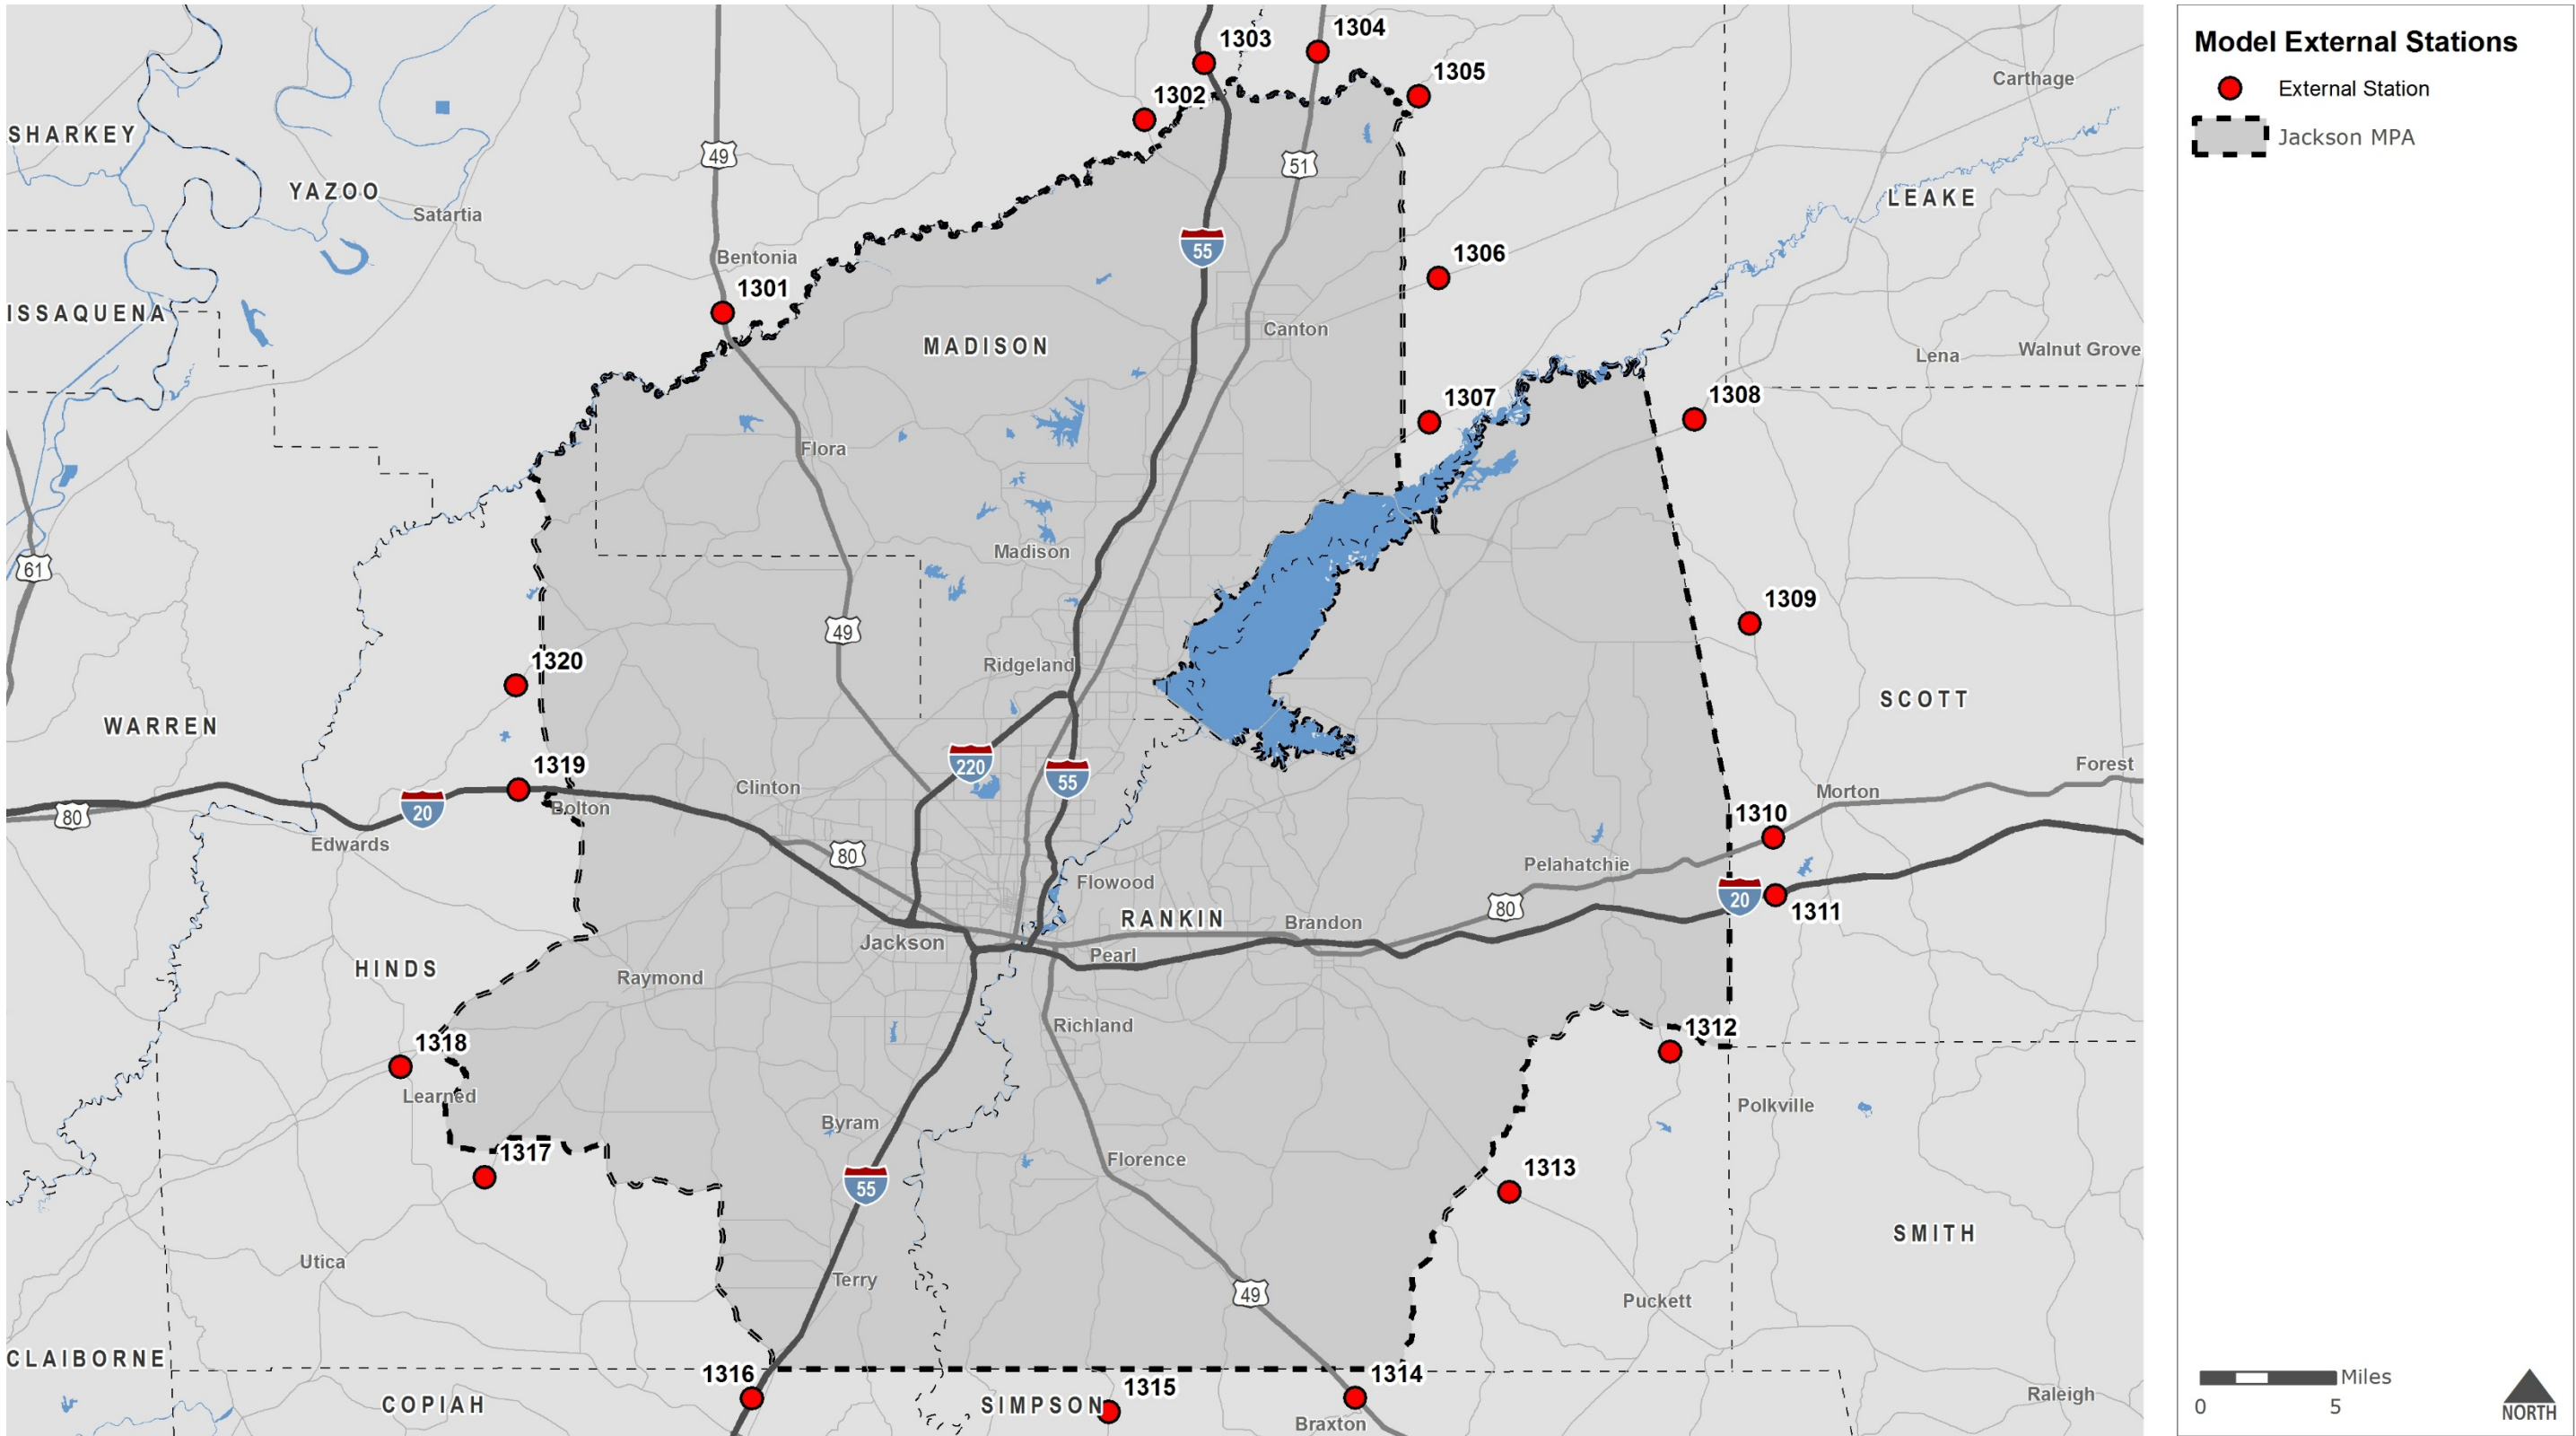 1303
1304
1305
1302
Carthage
SHARKEY
49
51
YAZOO
Satartia
LEAKE
55
Bentonia
1306
1301
ISSAQUENA
MADISON
Canton
Lena
Walnut Grove
1307
1308
Flora
61
Madison
49
1309
1320
Ridgeland
WARREN
SCOTT
1319
220
55
Clinton
Forest
Morton
20
80
Bolton
1310
Edwards
80
Pelahatchie
Flowood
20
RANKIN
Brandon
80
1311
Jackson
Pearl
HINDS
Raymond
Richland
1312
1318
Learned
Polkville
Byram
1317
Florence
1313
55
SMITH
Utica
Terry
49
Puckett
CLAIBORNE
1316
1314
1315
COPIAH
SIMPSON
Braxton
Raleigh
Model External Stations
External Station
Jackson MPA
Miles
0 5
NORTH